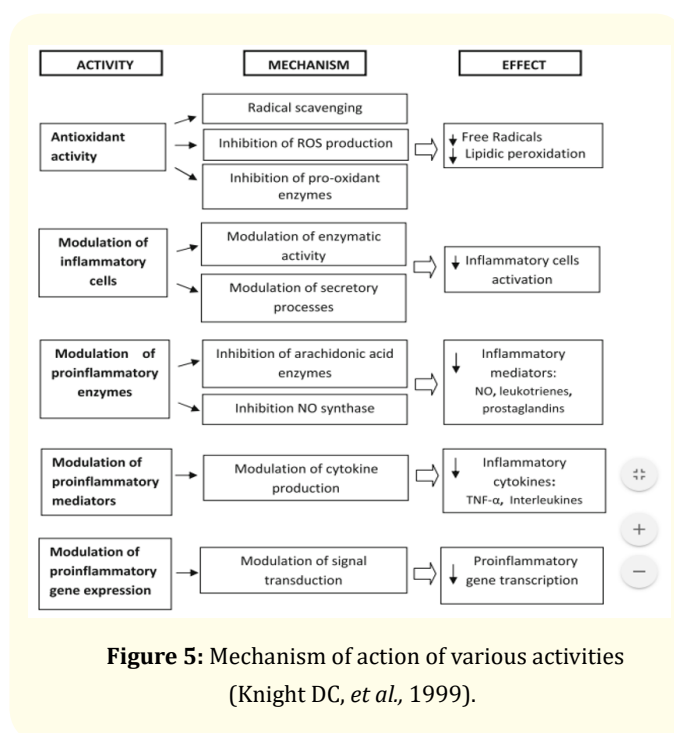 ACTIVITY
MECHANISM
EFFECT
Antioxidant
activity
Radical scavenging
Inhibition of ROS production
Inhibition of pro-oxidant
enzymes
Free Radicals
Lipidic peroxidation
Modulation of
inflammatory
cells
Modulation of enzymatic
activity
Modulation of secretory
processes
Inflammatory cells
activation
Modulation of
proinflammatory
enzymes
Inhibition of arachidonic acid
enzymes
Inhibition NO synthase
Inflammatory
mediators:
NO, leukotrienes,
prostaglandins
Modulation of
proinflammatory
mediators
Modulation of cytokine
production
Inflammatory
cytokines:
TNF-α, Interleukines
Modulation of
proinflammatory
gene expression
Modulation of signal
transduction
Proinflammatory
gene transcription
Figure 5: Mechanism of action of various activities
(Knight DC, et al., 1999).